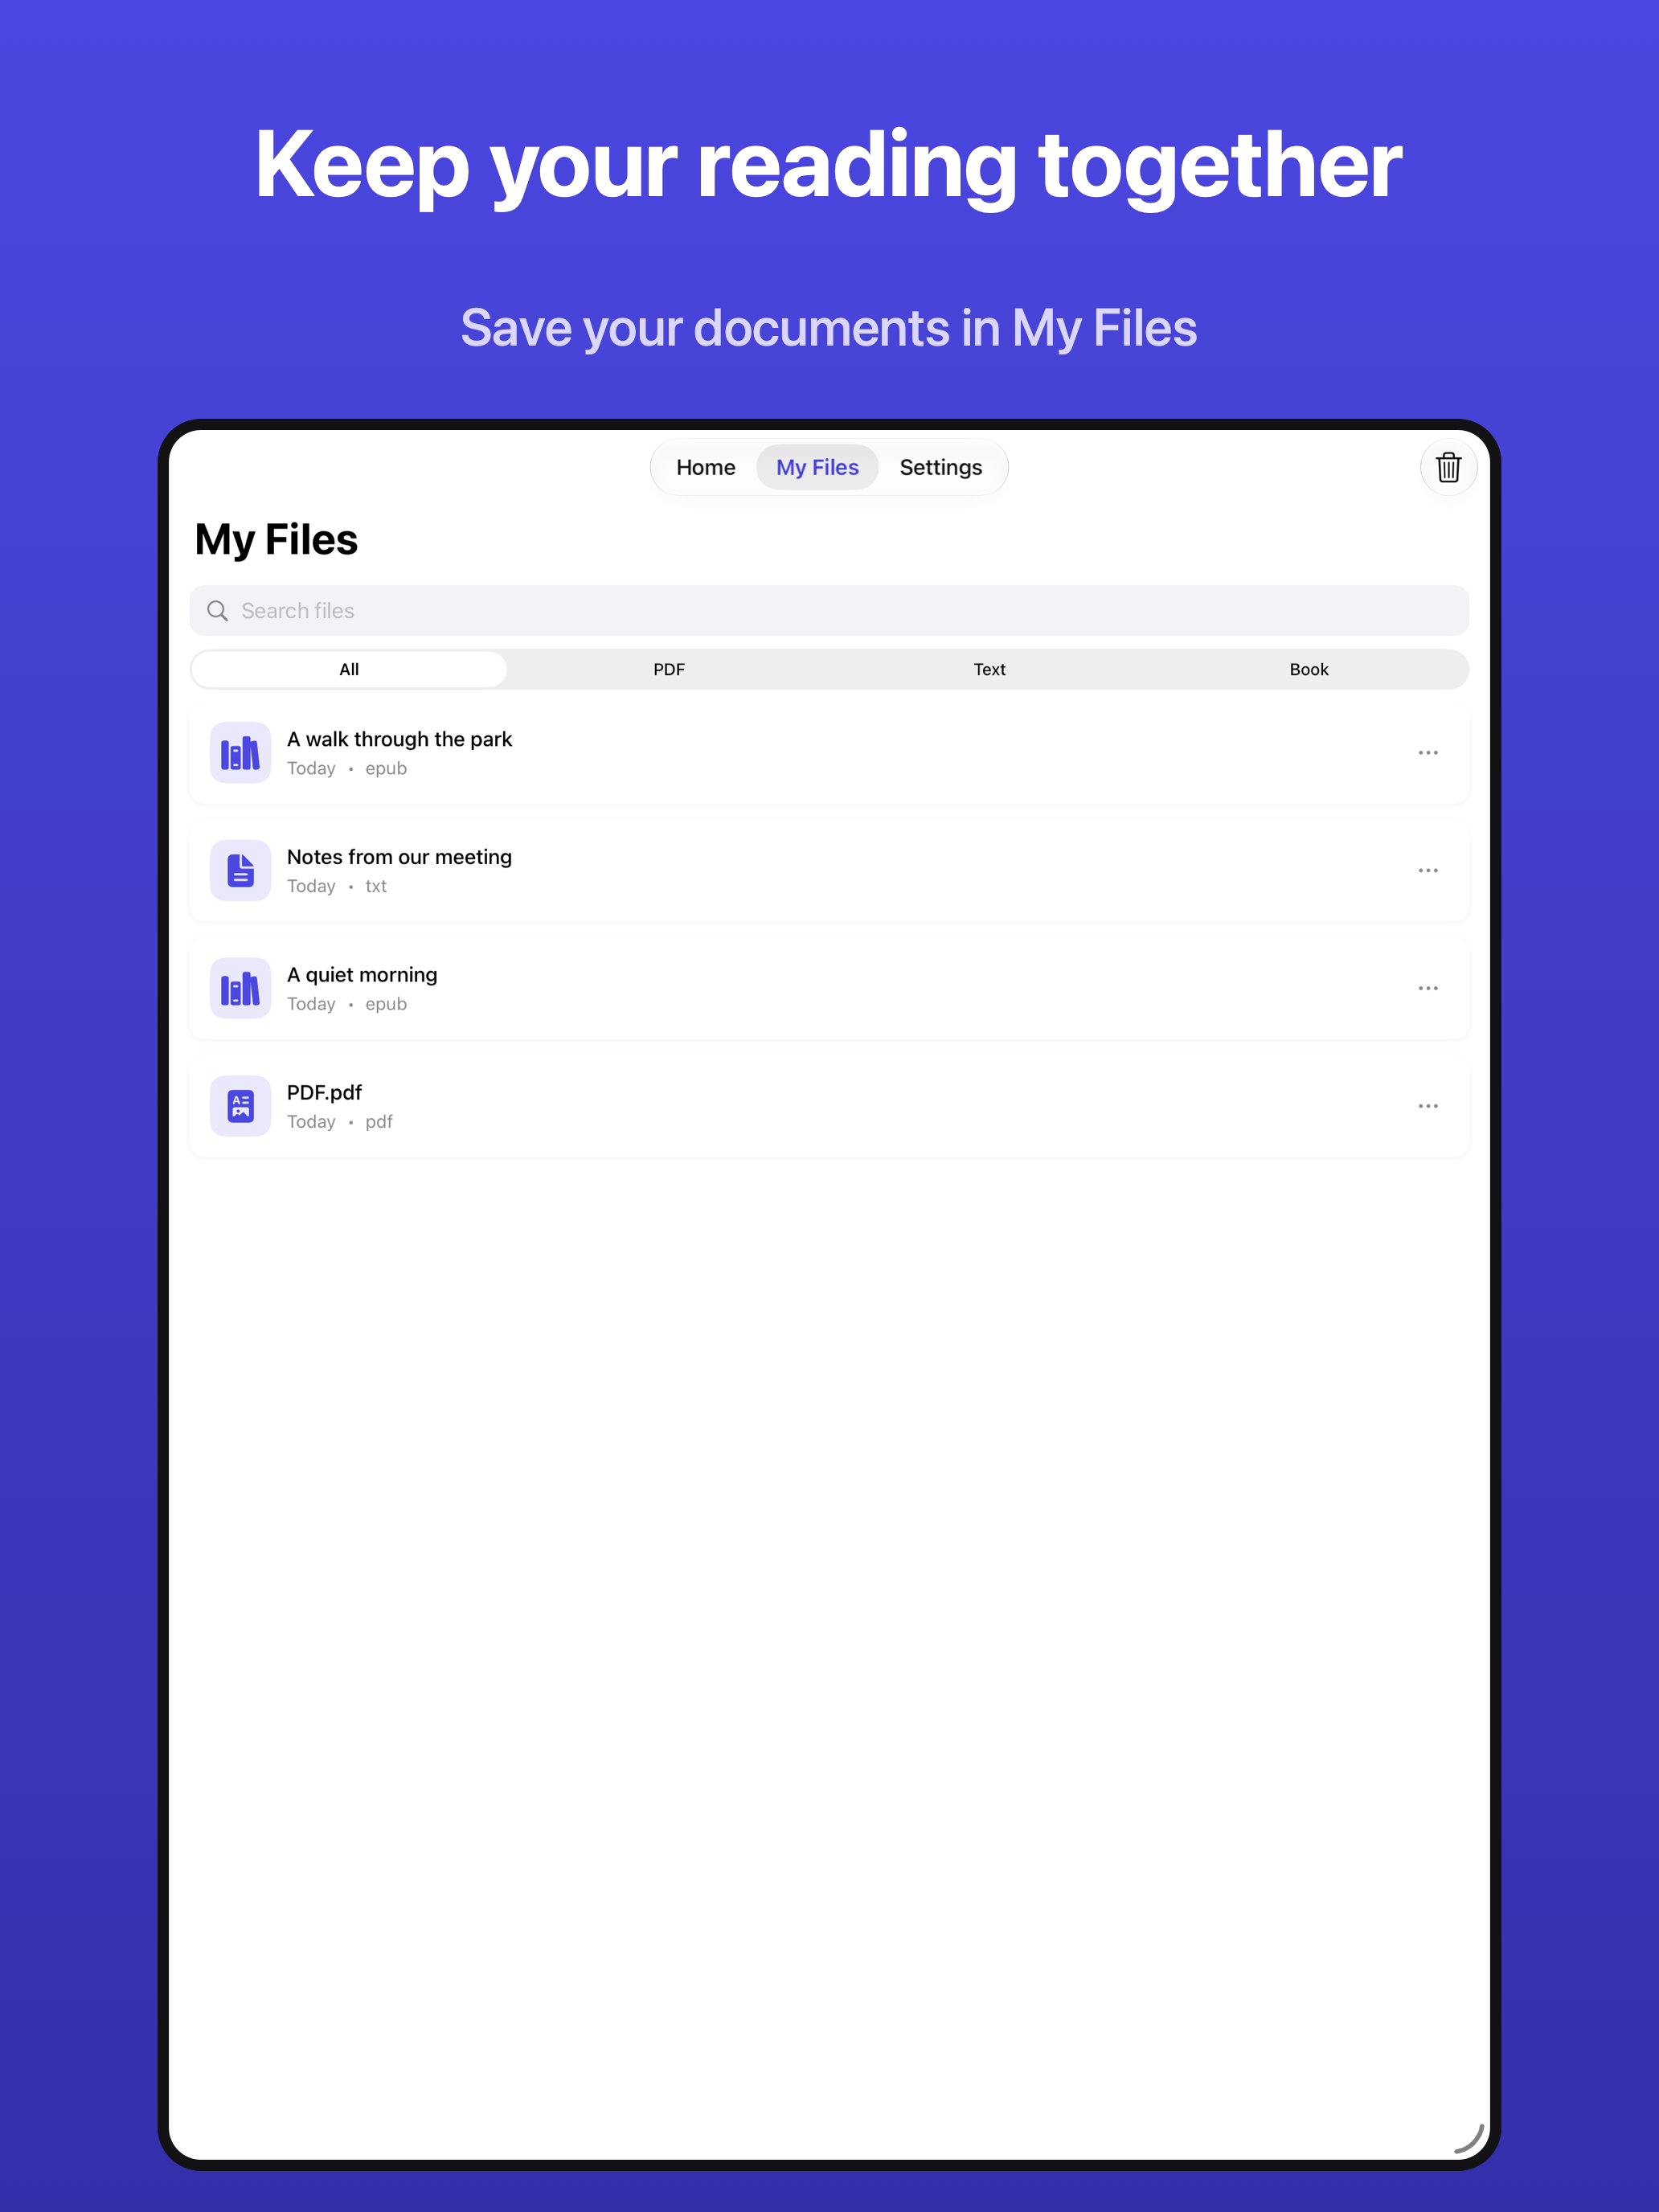 Keep your reading together
Save your documents in My Files
Home My Files Settings
My Files
Search files
All PDF Text Book
A walk through the park
Today • epub
Notes from our meeting
Today • txt
A quiet morning
Today • epub
PDF.pdf
Today • pdf